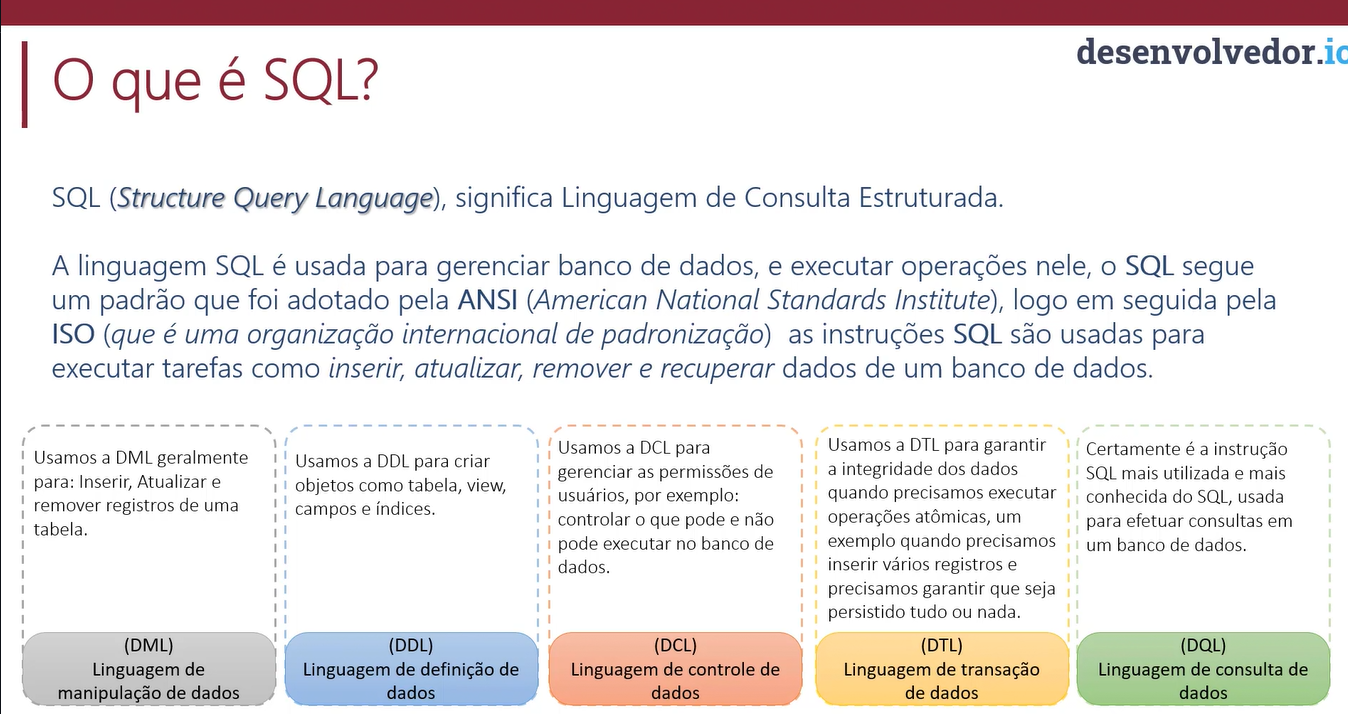 desenvolvedor.io
O que é SQL?
SQL (Structure Query Language), significa Linguagem de Consulta Estruturada.
A linguagem SQL é usada para gerenciar banco de dados, e executar operações nele, o SQL segue
um padrão que foi adotado pela ANSI (American National Standards Institute), logo em seguida pela
ISO (que é uma organização internacional de padronização) as instruções SQL são usadas para
executar tarefas como inserir, atualizar, remover e recuperar dados de um banco de dados.
Usamos a DML geralmente
para: Inserir, Atualizar e
remover registros de uma
tabela.
(DML)
Linguagem de
manipulação de dados
Usamos a DDL para criar
objetos como tabela, view,
campos e índices.
(DDL)
Linguagem de definição de
dados
Usamos a DCL para
gerenciar as permissões de
usuários, por exemplo:
controlar o que pode e não
pode executar no banco de
dados.
(DCL)
Linguagem de controle de
dados
Usamos a DTL para garantir
a integridade dos dados
quando precisamos executar
operações atômicas, um
exemplo quando precisamos
inserir vários registros e
precisamos garantir que seja
persistido tudo ou nada.
(DTL)
Linguagem de transação
de dados
Certamente é a instrução
SQL mais utilizada e mais
conhecida do SQL, usada
para efetuar consultas em
um banco de dados.
(DQL)
Linguagem de consulta de
dados